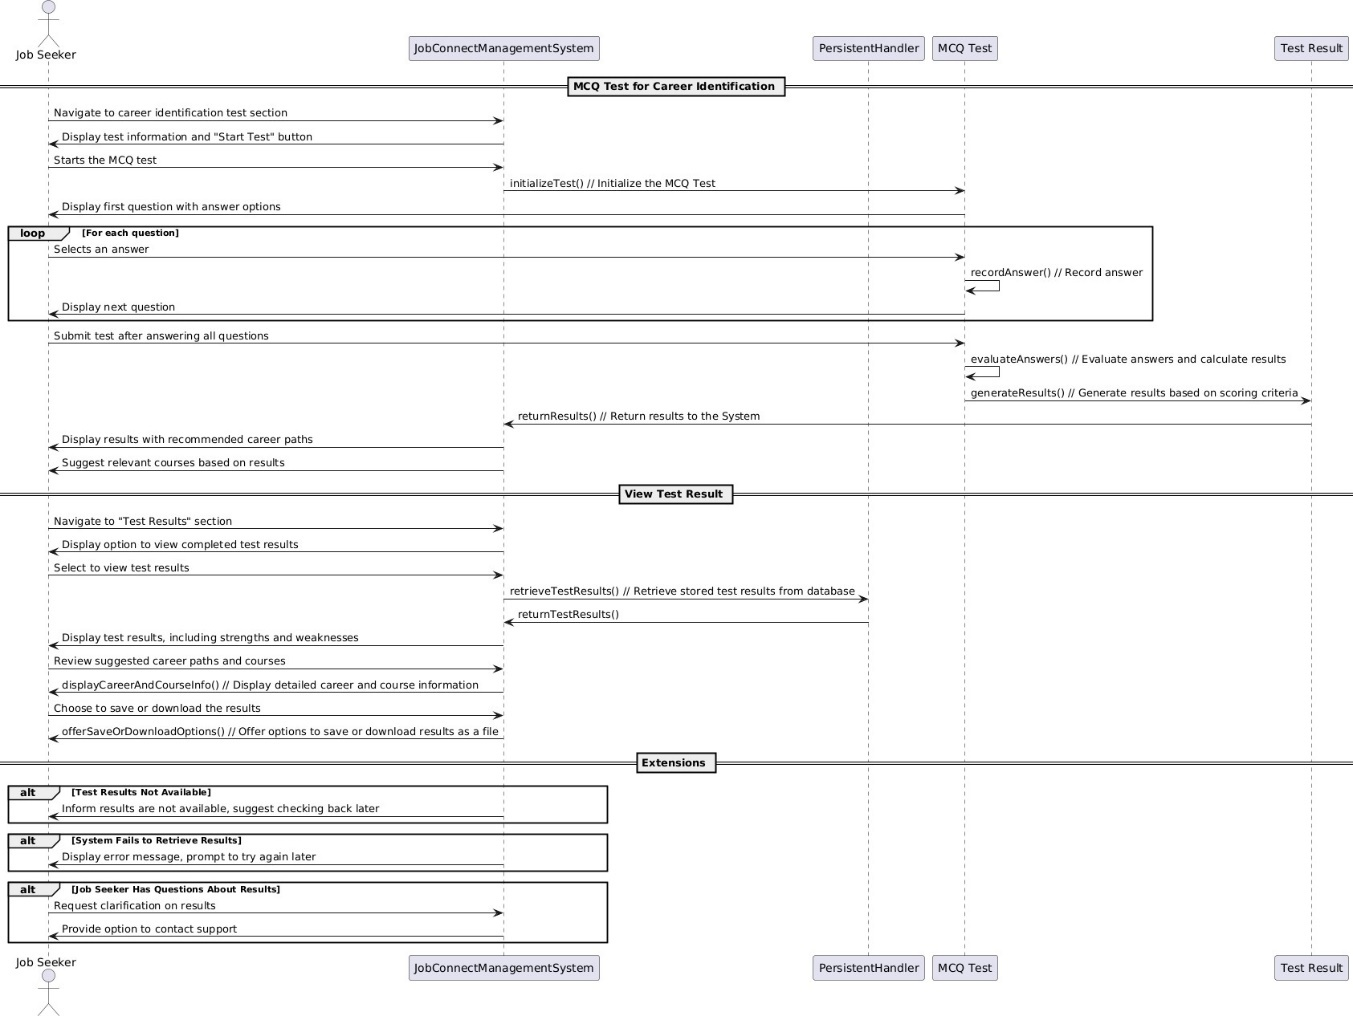 Job Seeker
JobConnectManagementSystem
PersistentHandler
MCQ Test
Test Result
MCQ Test for Career Identification
Navigate to career identification test section
Display test information and "Start Test" button
Starts the MCQ test
initializeTest() // Initialize the MCQ Test
Display first question with answer options
loop
[For each question]
Selects an answer
recordAnswer() // Record answer
Display next question
Submit test after answering all questions
evaluateAnswers() // Evaluate answers and calculate results
generateResults() // Generate results based on scoring criteria
returnResults() // Return results to the System
Display results with recommended career paths
Suggest relevant courses based on results
View Test Result
Navigate to "Test Results" section
Display option to view completed test results
Select to view test results
retrieveTestResults() // Retrieve stored test results from database
returnTestResults()
Display test results, including strengths and weaknesses
Review suggested career paths and courses
displayCareerAndCourseInfo() // Display detailed career and course information
Choose to save or download the results
offerSaveOrDownloadOptions() // Offer options to save or download results as a file
Extensions
alt
[Test Results Not Available]
Inform results are not available, suggest checking back later
alt
[System Fails to Retrieve Results]
Display error message, prompt to try again later
alt
[Job Seeker Has Questions About Results]
Request clarification on results
Provide option to contact support
Job Seeker
JobConnectManagementSystem
PersistentHandler
MCQ Test
Test Result